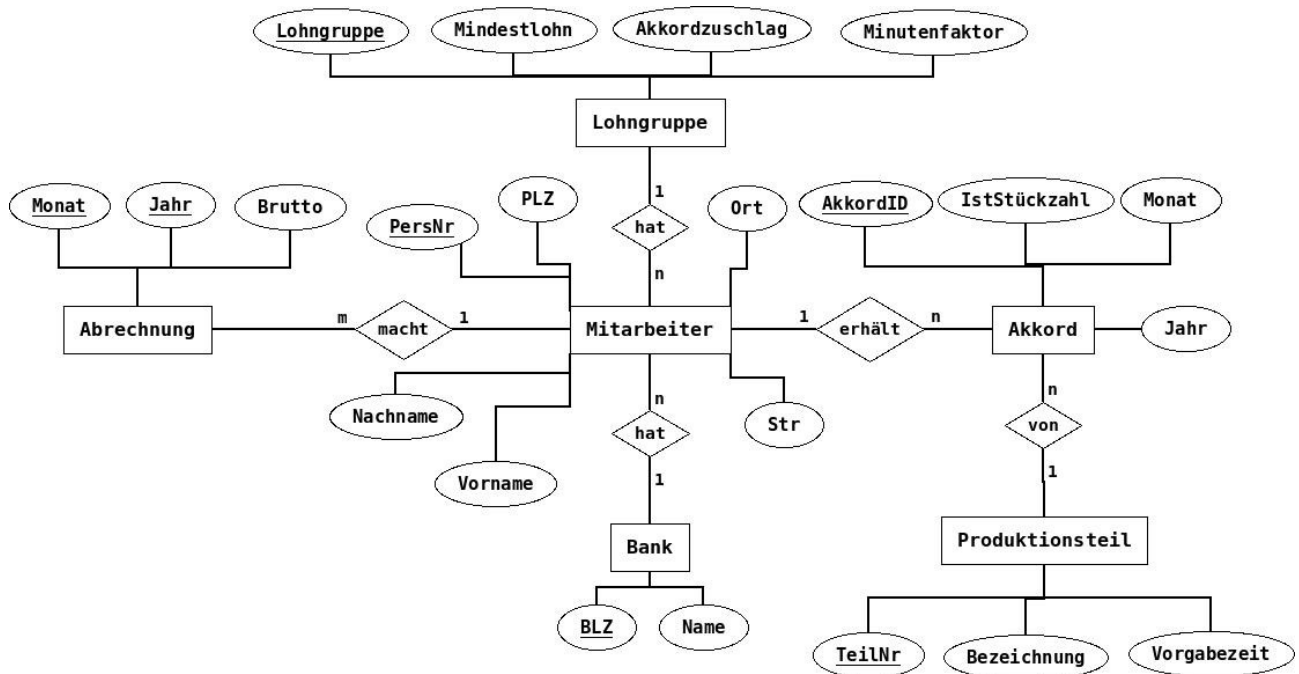 Lohngruppe Mindestlohn Akkordzuschlag Minutenfaktor
Lohngruppe
1
hat
n
Monat Jahr Brutto
PersNr PLZ Ort
AkkordID IstStückzahl Monat
Abrechnung m macht 1 Mitarbeiter 1 erhält n Akkord Jahr
Nachname
Vorname
Str
n
hat
1
n
von
1
Bank
BLZ Name
Produktionsteil
TeilNr Bezeichnung Vorgabezeit